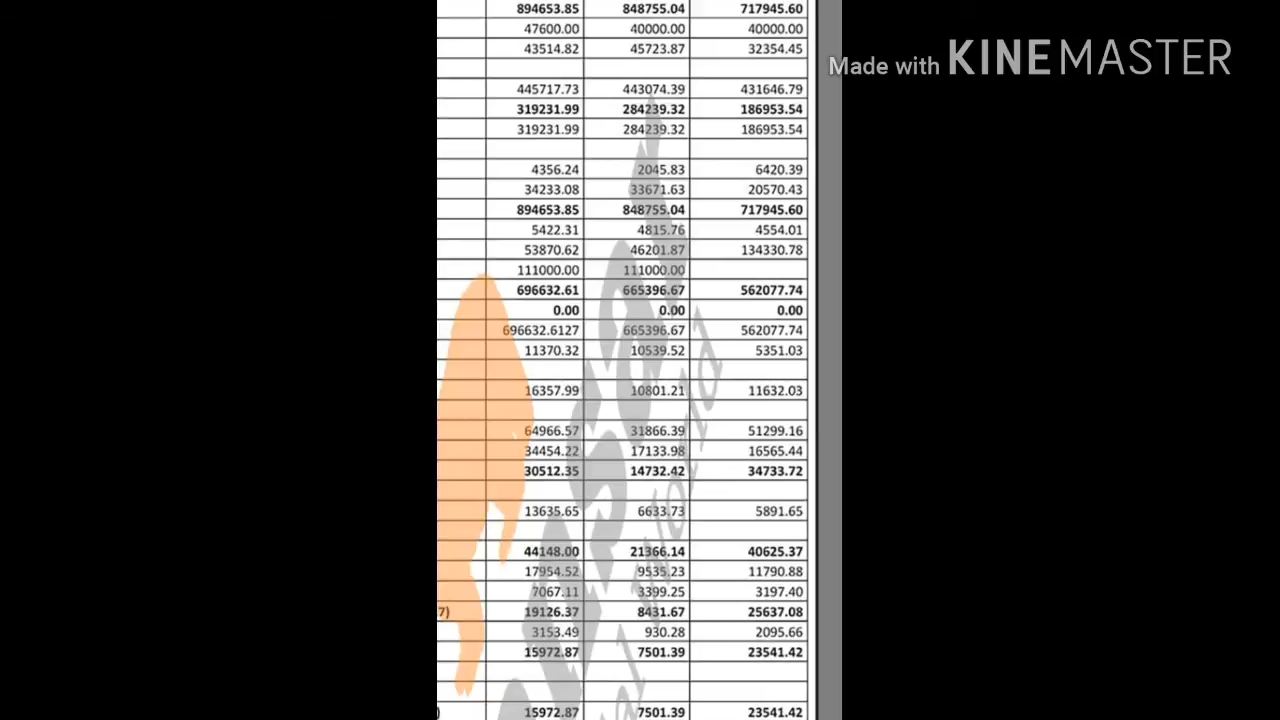 Made with KINEMASTER
894653.85 848755.04 717945.60
47600.00 40000.00 40000.00
43514.82 45723.87 32354.45
445717.73 443074.39 431646.79
319231.99 284239.32 186953.54
319231.99 284239.32 186953.54
4356.24 2045.83 6420.39
34233.08 33671.63 20570.43
894653.85 848755.04 717945.60
5422.31 4815.76 4554.01
53870.62 46201.87 134330.78
111000.00 111000.00
696632.61 665396.67 562077.74
0.00 0.00 0.00
696632.6127 665396.67 562077.74
11370.32 10539.52 5351.03
16357.99 10801.21 11632.03
64966.57 31866.39 51299.16
34454.22 17133.98 16565.44
30512.35 14732.42 34733.72
13635.65 6633.73 5891.65
44148.00 21366.14 40625.37
17954.52 9535.23 11790.88
7067.11 3399.25 3197.40
7) 19126.37 8431.67 25637.08
3153.49 930.28 2095.66
15972.87 7501.39 23541.42
) 15972.87 7501.39 23541.42